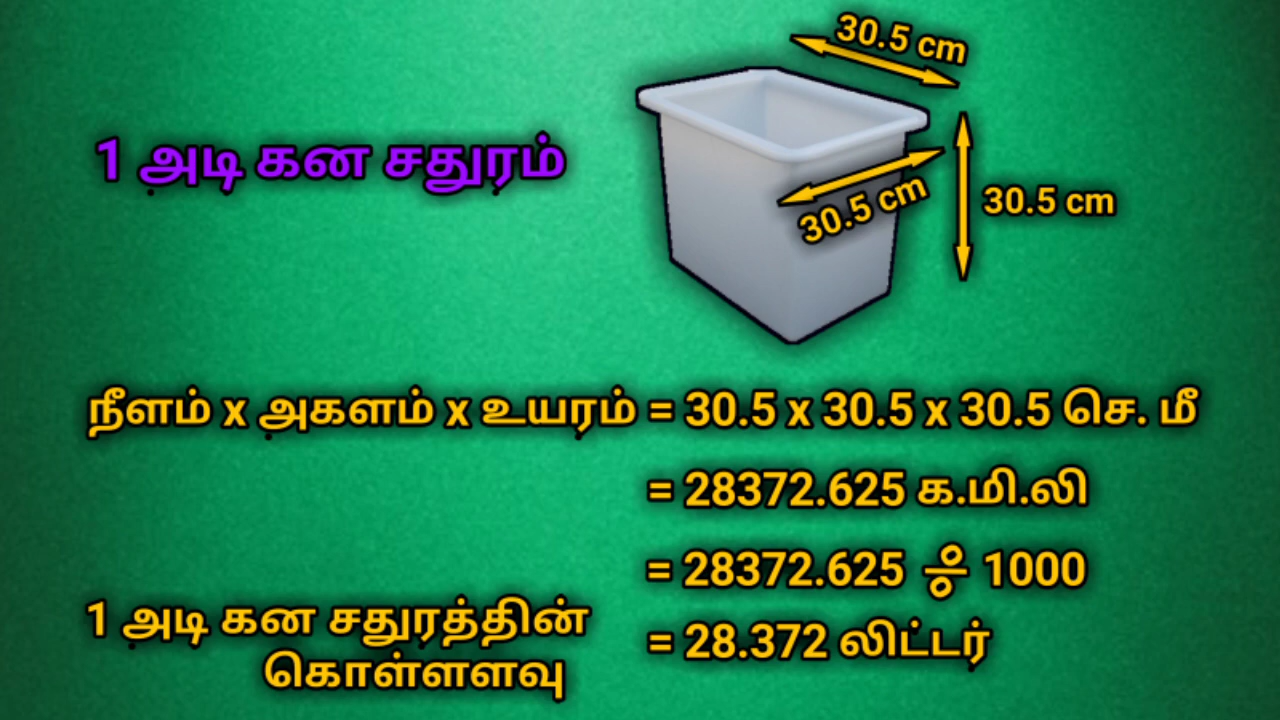 30.5 cm
1 அடி கன சதுரம்
30.5 cm
30.5 cm
நீளம் x அகளம் x உயரம் = 30.5 x 30.5 x 30.5 செ. மீ
= 28372.625 க.மி.லி
= 28372.625 ÷ 1000
1 அடி கன சதுரத்தின்
கொள்ளளவு
= 28.372 லிட்டர்